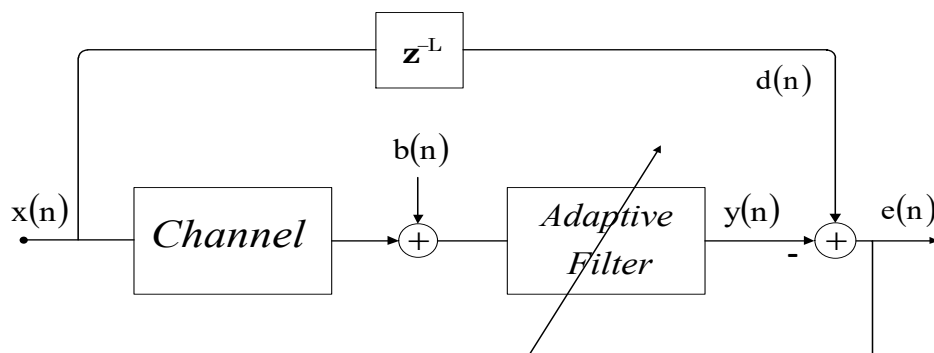 z⁻ᴸ
d(n)
b(n)
x(n)
Channel
+
Adaptive
Filter
y(n)
-
+
e(n)